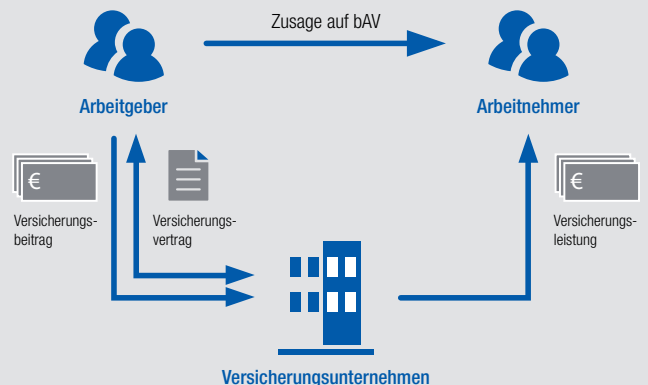 Zusage auf bAV
Arbeitgeber
Arbeitnehmer
€
Versicherungs-
beitrag
Versicherungs-
vertrag
€
Versicherungs-
leistung
Versicherungsunternehmen